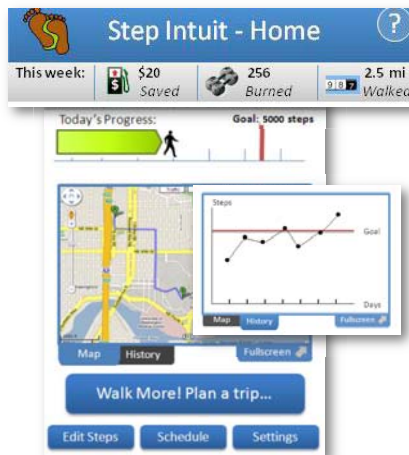 Step Intuit - Home
?
This week:
$20
Saved
256
Burned
987
2.5 mi
Walked
Today's Progress:
Goal: 5000 steps
Steps
Goal
Days
Map
History
Fullscreen
Map
History
Fullscreen
Walk More! Plan a trip...
Edit Steps
Schedule
Settings